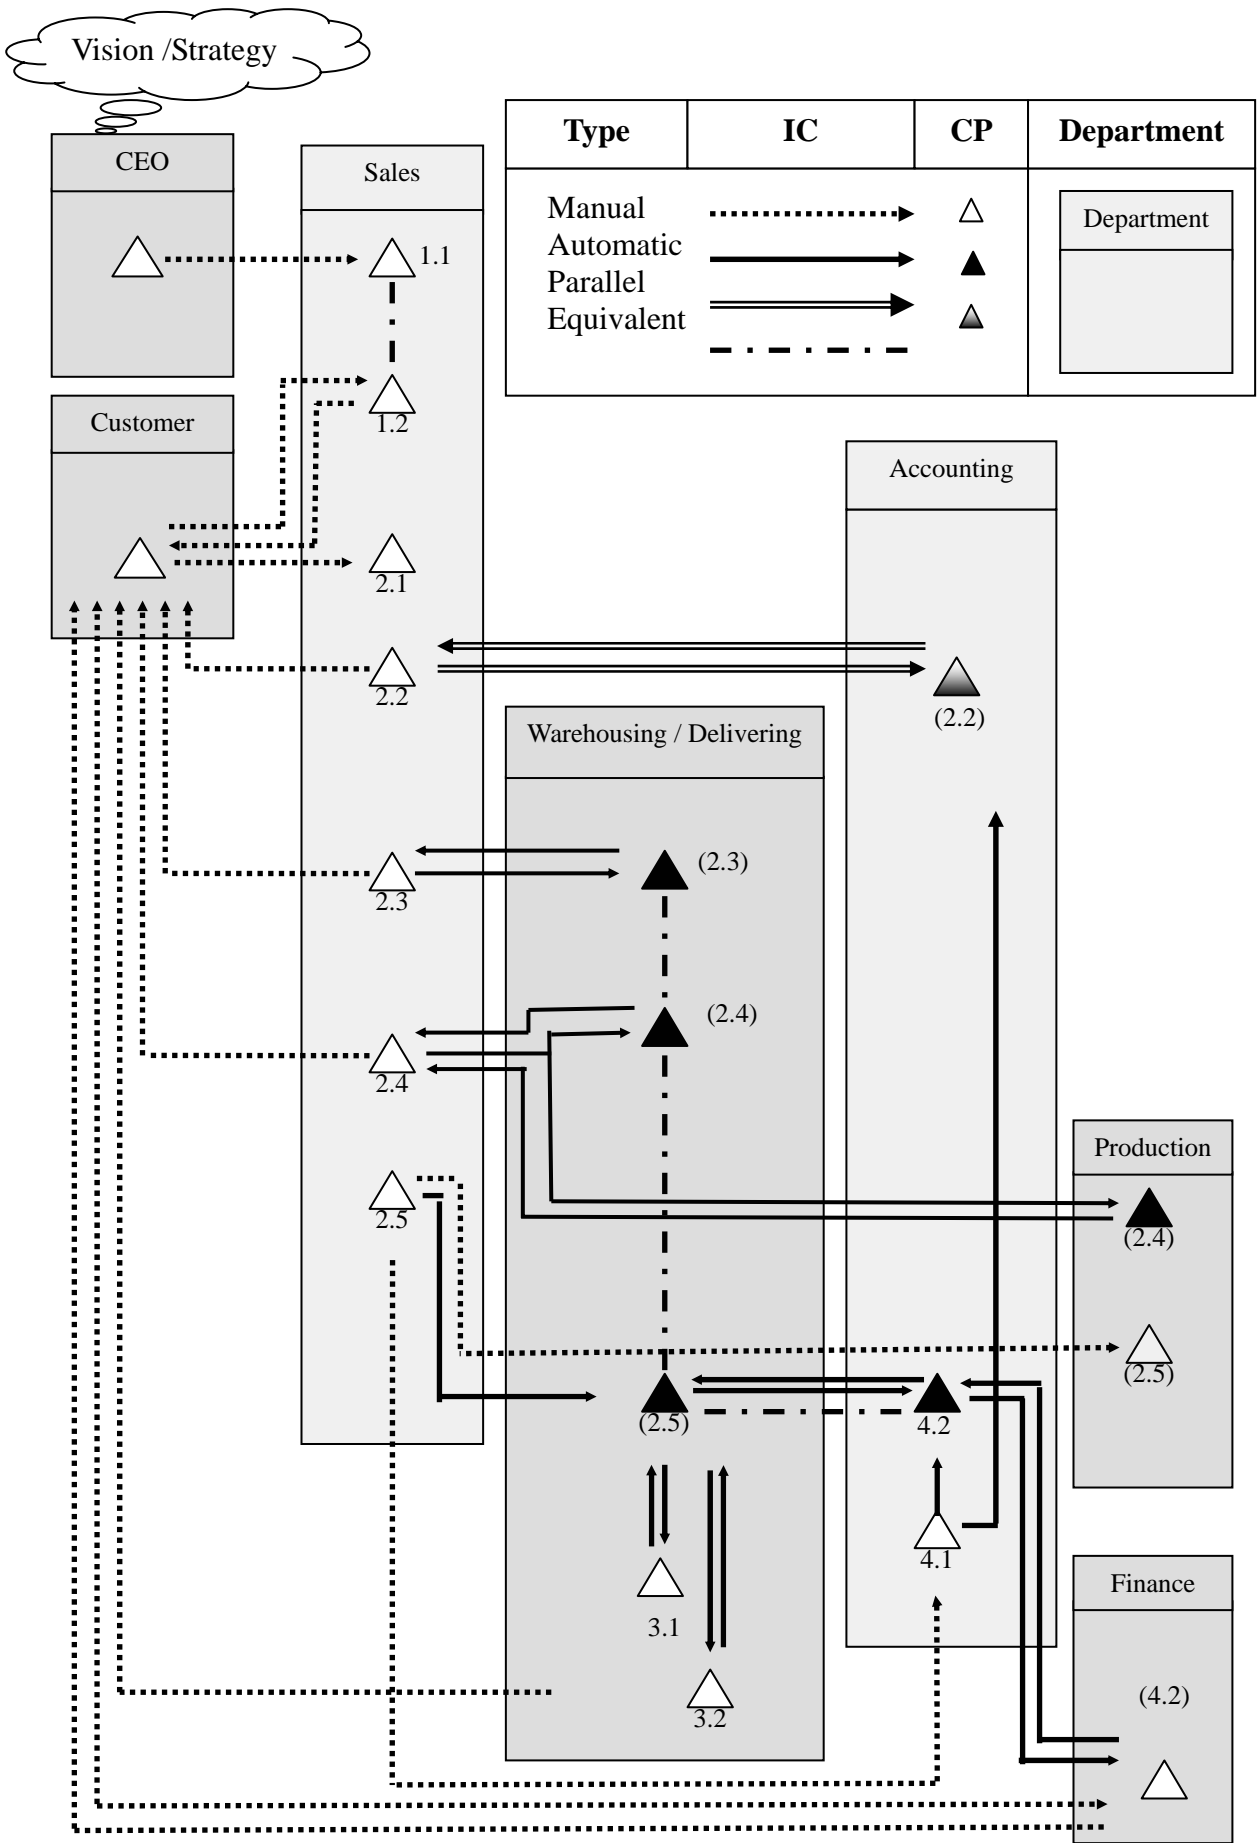 Vision /Strategy
CEO
Sales
Type IC CP Department
Manual
Automatic
Parallel
Equivalent
Department
1.1
1.2
Customer
Accounting
2.1
2.2
(2.2)
Warehousing / Delivering
(2.3)
2.3
(2.4)
2.4
Production
2.5
(2.4)
(2.5)
(2.5)
4.2
4.1
Finance
3.1
(4.2)
3.2